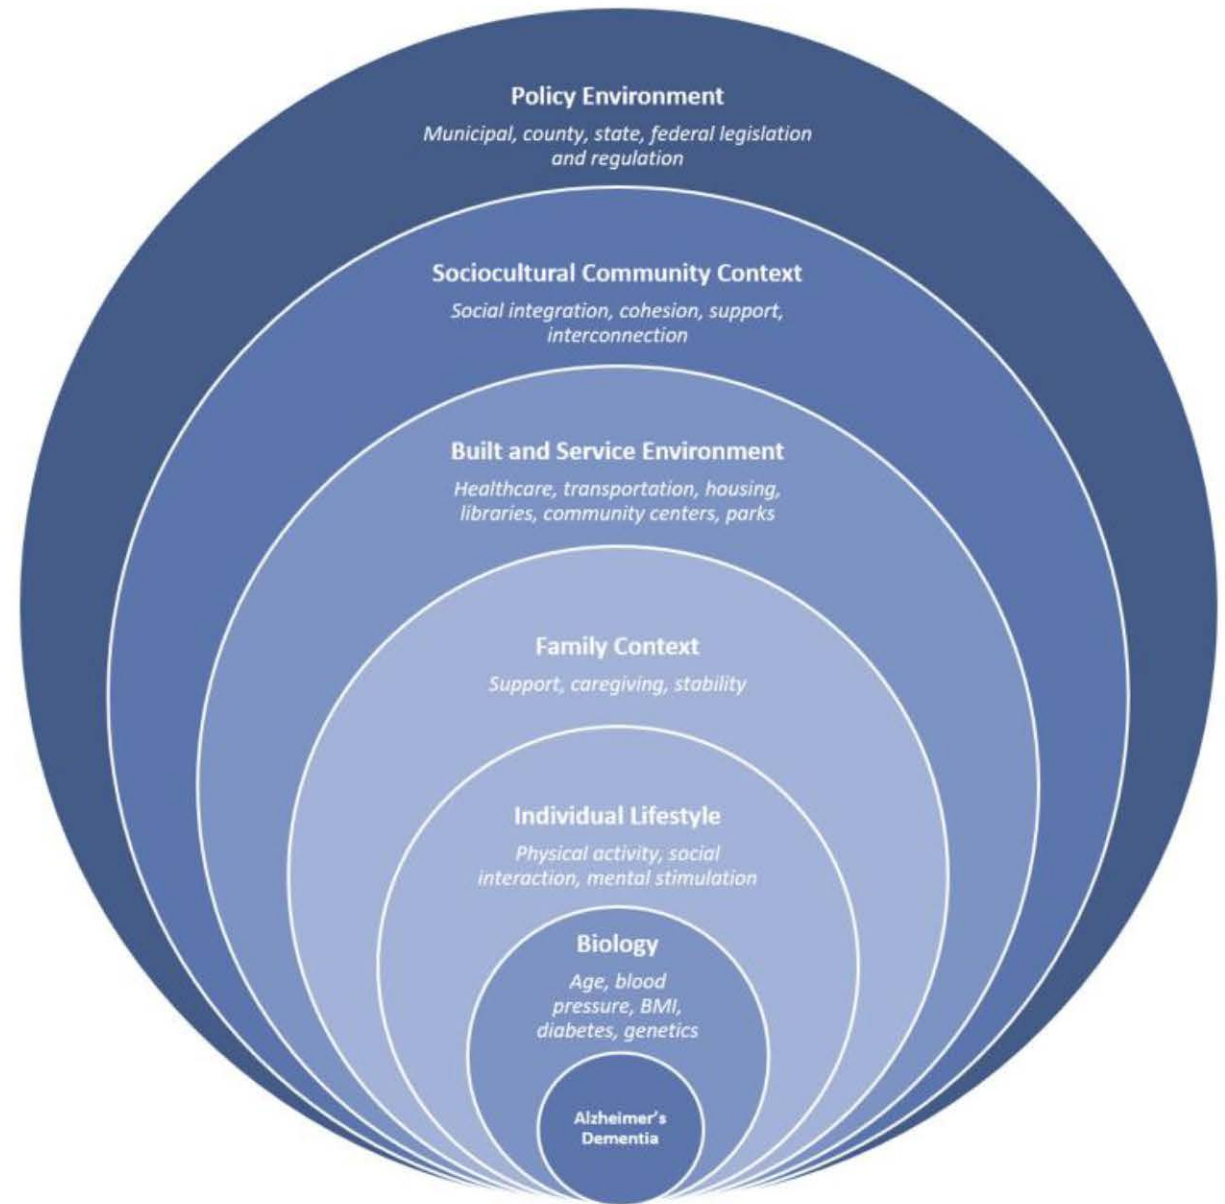 Policy Environment
Municipal, county, state, federal legislation
and regulation
Sociocultural Community Context
Social integration, cohesion, support,
interconnection
Built and Service Environment
Healthcare, transportation, housing,
libraries, community centers, parks
Family Context
Support, caregiving, stability
Individual Lifestyle
Physical activity, social
interaction, mental stimulation
Biology
Age, blood
pressure, BMI,
diabetes, genetics
Alzheimer's
Dementia